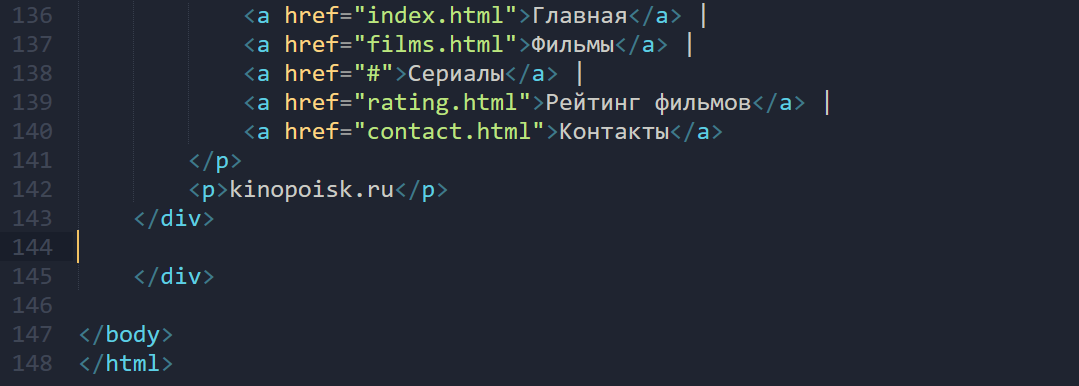 136 <a href="index.html">Главная</a> |
137 <a href="films.html">Фильмы</a> |
138 <a href="#">Сериалы</a> |
139 <a href="rating.html">Рейтинг фильмов</a> |
140 <a href="contact.html">Контакты</a>
141 </p>
142 <p>kinopoisk.ru</p>
143 </div>
144
145 </div>
146
147 </body>
148 </html>